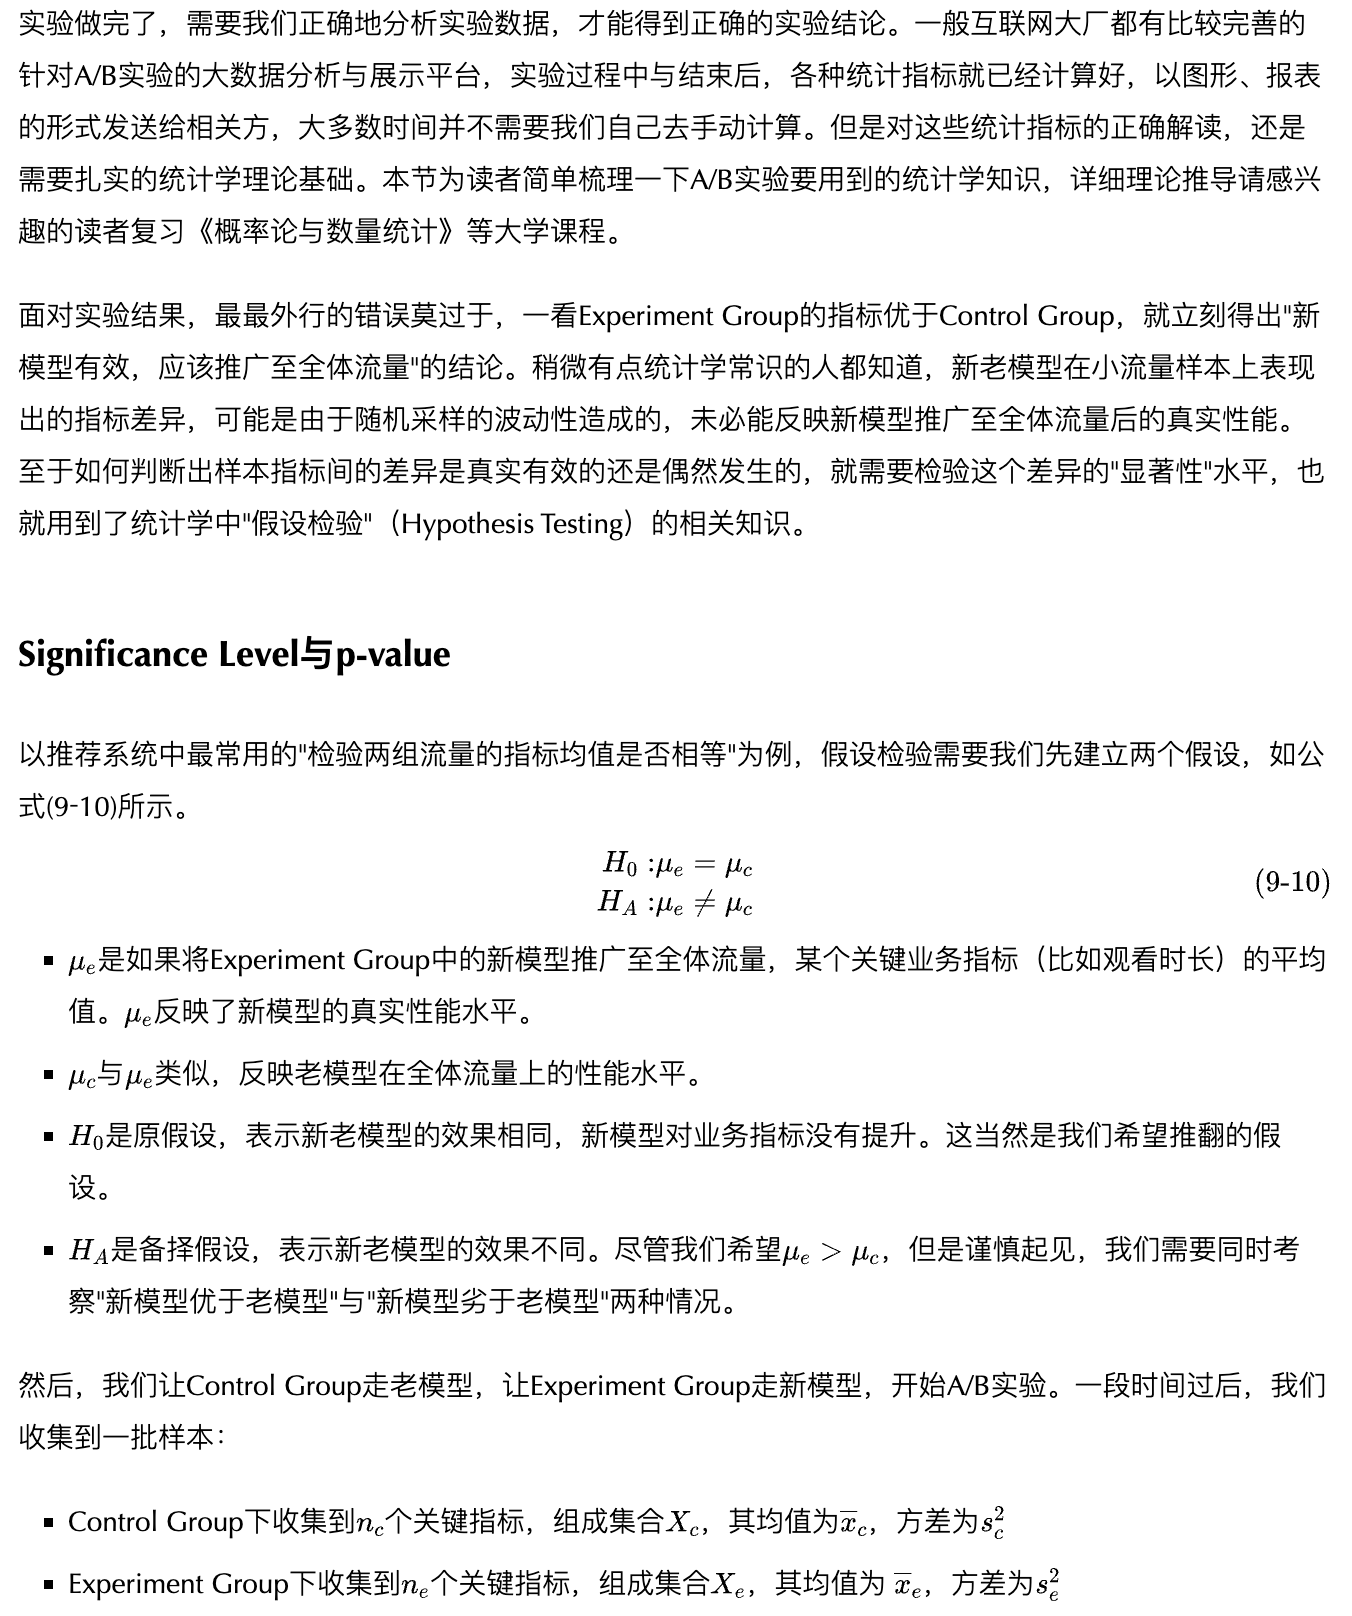 实验做完了，需要我们正确地分析实验数据，才能得到正确的实验结论。一般互联网大厂都有比较完善的
针对A/B实验的大数据分析与展示平台，实验过程中与结束后，各种统计指标就已经计算好，以图形、报表
的形式发送给相关方，大多数时间并不需要我们自己去手动计算。但是对这些统计指标的正确解读，还是
需要扎实的统计学理论基础。本节为读者简单梳理一下A/B实验要用到的统计学知识，详细理论推导请感兴
趣的读者复习《概率论与数量统计》等大学课程。
面对实验结果，最最外行的错误莫过于，一看Experiment Group的指标优于Control Group，就立刻得出"新
模型有效，应该推广至全体流量"的结论。稍微有点统计学常识的人都知道，新老模型在小流量样本上表现
出的指标差异，可能是由于随机采样的波动性造成的，未必能反映新模型推广至全体流量后的真实性能。
至于如何判断出样本指标间的差异是真实有效的还是偶然发生的，就需要检验这个差异的"显著性"水平，也
就用到了统计学中"假设检验"（Hypothesis Testing）的相关知识。
Significance Level与p-value
以推荐系统中最常用的"检验两组流量的指标均值是否相等"为例，假设检验需要我们先建立两个假设，如公
式(9-10)所示。
$H_0 : \mu_e = \mu_c$
$H_A : \mu_e \neq \mu_c$
(9-10)
▪ $\mu_e$是如果将Experiment Group中的新模型推广至全体流量，某个关键业务指标（比如观看时长）的平均
值。$\mu_e$反映了新模型的真实性能水平。
▪ $\mu_c$与$\mu_e$类似，反映老模型在全体流量上的性能水平。
▪ $H_0$是原假设，表示新老模型的效果相同，新模型对业务指标没有提升。这当然是我们希望推翻的假
设。
▪ $H_A$是备择假设，表示新老模型的效果不同。尽管我们希望$\mu_e > \mu_c$，但是谨慎起见，我们需要同时考
察"新模型优于老模型"与"新模型劣于老模型"两种情况。
然后，我们让Control Group走老模型，让Experiment Group走新模型，开始A/B实验。一段时间过后，我们
收集到一批样本：
▪ Control Group下收集到$n_c$个关键指标，组成集合$X_c$，其均值为$\overline{x}_c$，方差为$s_c^2$
▪ Experiment Group下收集到$n_e$个关键指标，组成集合$X_e$，其均值为 $\overline{x}_e$，方差为$s_e^2$